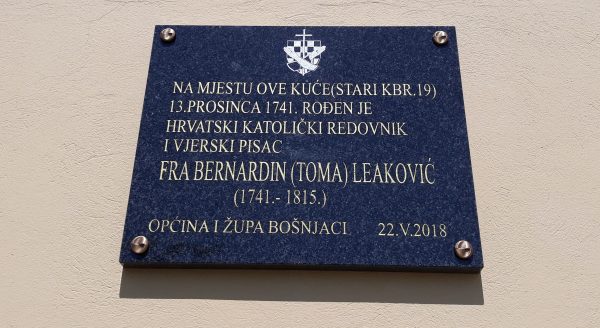 NA MJESTU OVE KUĆE(STARI KBR.19)
13.PROSINCA 1741. ROĐEN JE
HRVATSKI KATOLIČKI REDOVNIK
I VJERSKI PISAC
FRA BERNARDIN (TOMA) LEAKOVIĆ
(1741.- 1815.)
OPĆINA I ŽUPA BOŠNJACI 22.V.2018